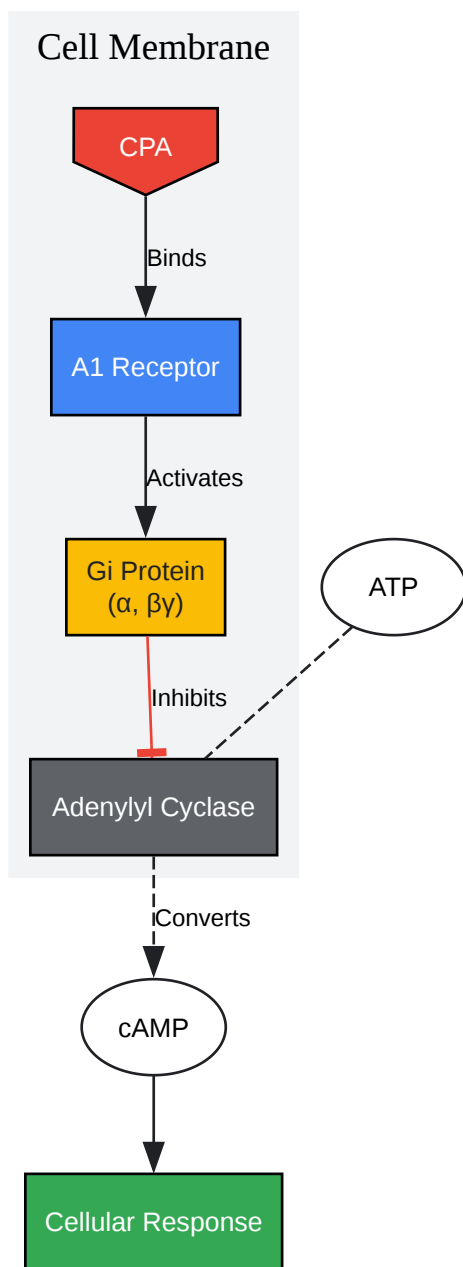 Cell Membrane
CPA
Binds
A1 Receptor
Activates
Gi Protein
(α, βγ)
ATP
Inhibits
Adenylyl Cyclase
Converts
cAMP
Cellular Response